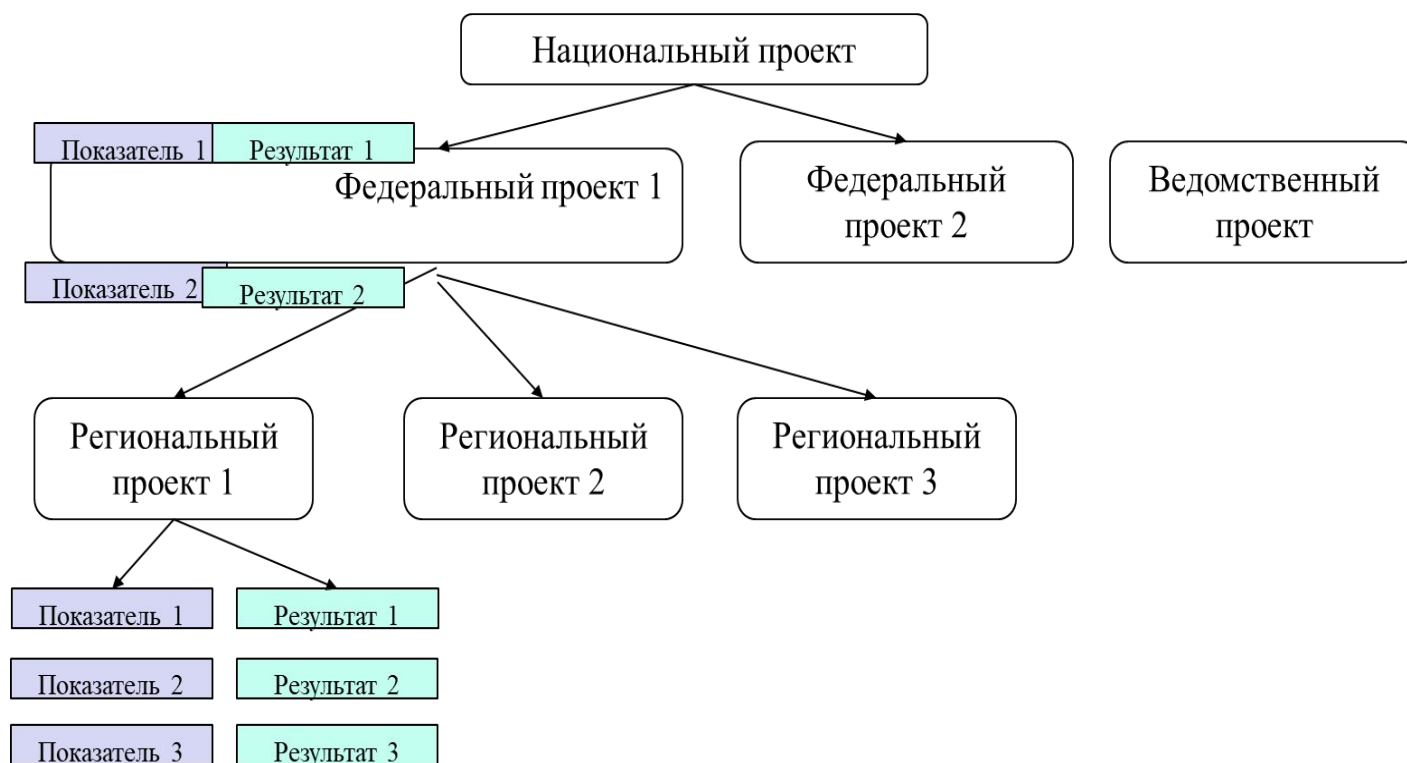 Национальный проект
Показатель 1
Результат 1
Федеральный проект 1
Федеральный
проект 2
Ведомственный
проект
Показатель 2
Результат 2
Региональный
проект 1
Региональный
проект 2
Региональный
проект 3
Показатель 1
Результат 1
Показатель 2
Результат 2
Показатель 3
Результат 3